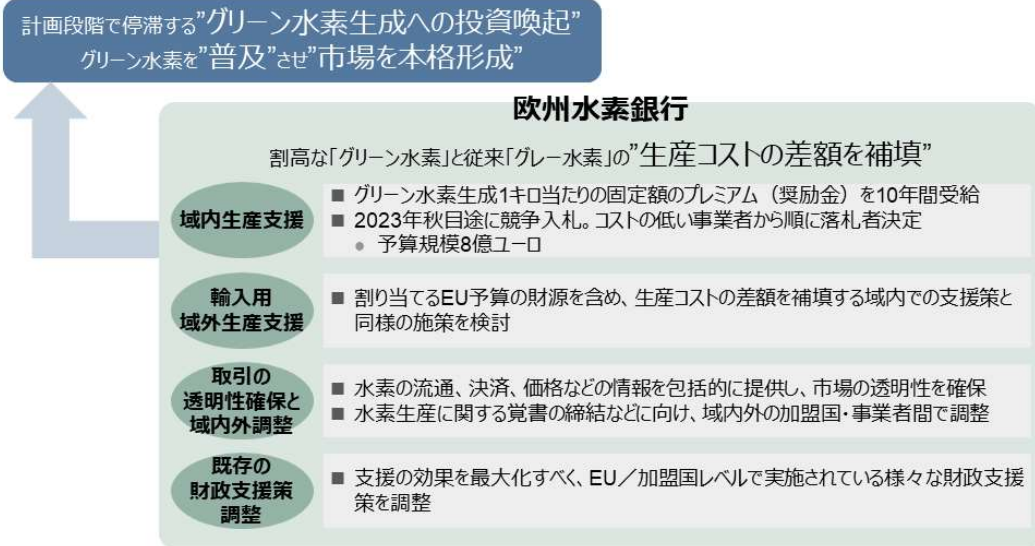 計画段階で停滞する”グリーン水素生成への投資喚起”
グリーン水素を”普及”させ”市場を本格形成”
欧州水素銀行
割高な「グリーン水素」と従来「グレー水素」の”生産コストの差額を補填”
域内生産支援
■ グリーン水素生成1キロ当たりの固定額のプレミアム（奨励金）を10年間受給
■ 2023年秋目途に競争入札。コストの低い事業者から順に落札者決定
● 予算規模8億ユーロ
輸入用
域外生産支援
■ 割り当てるEU予算の財源を含め、生産コストの差額を補填する域内での支援策と
同様の施策を検討
取引の
透明性確保と
域内外調整
■ 水素の流通、決済、価格などの情報を包括的に提供し、市場の透明性を確保
■ 水素生産に関する覚書の締結などに向け、域内外の加盟国・事業者間で調整
既存の
財政支援策
調整
■ 支援の効果を最大化すべく、EU／加盟国レベルで実施されている様々な財政支援
策を調整